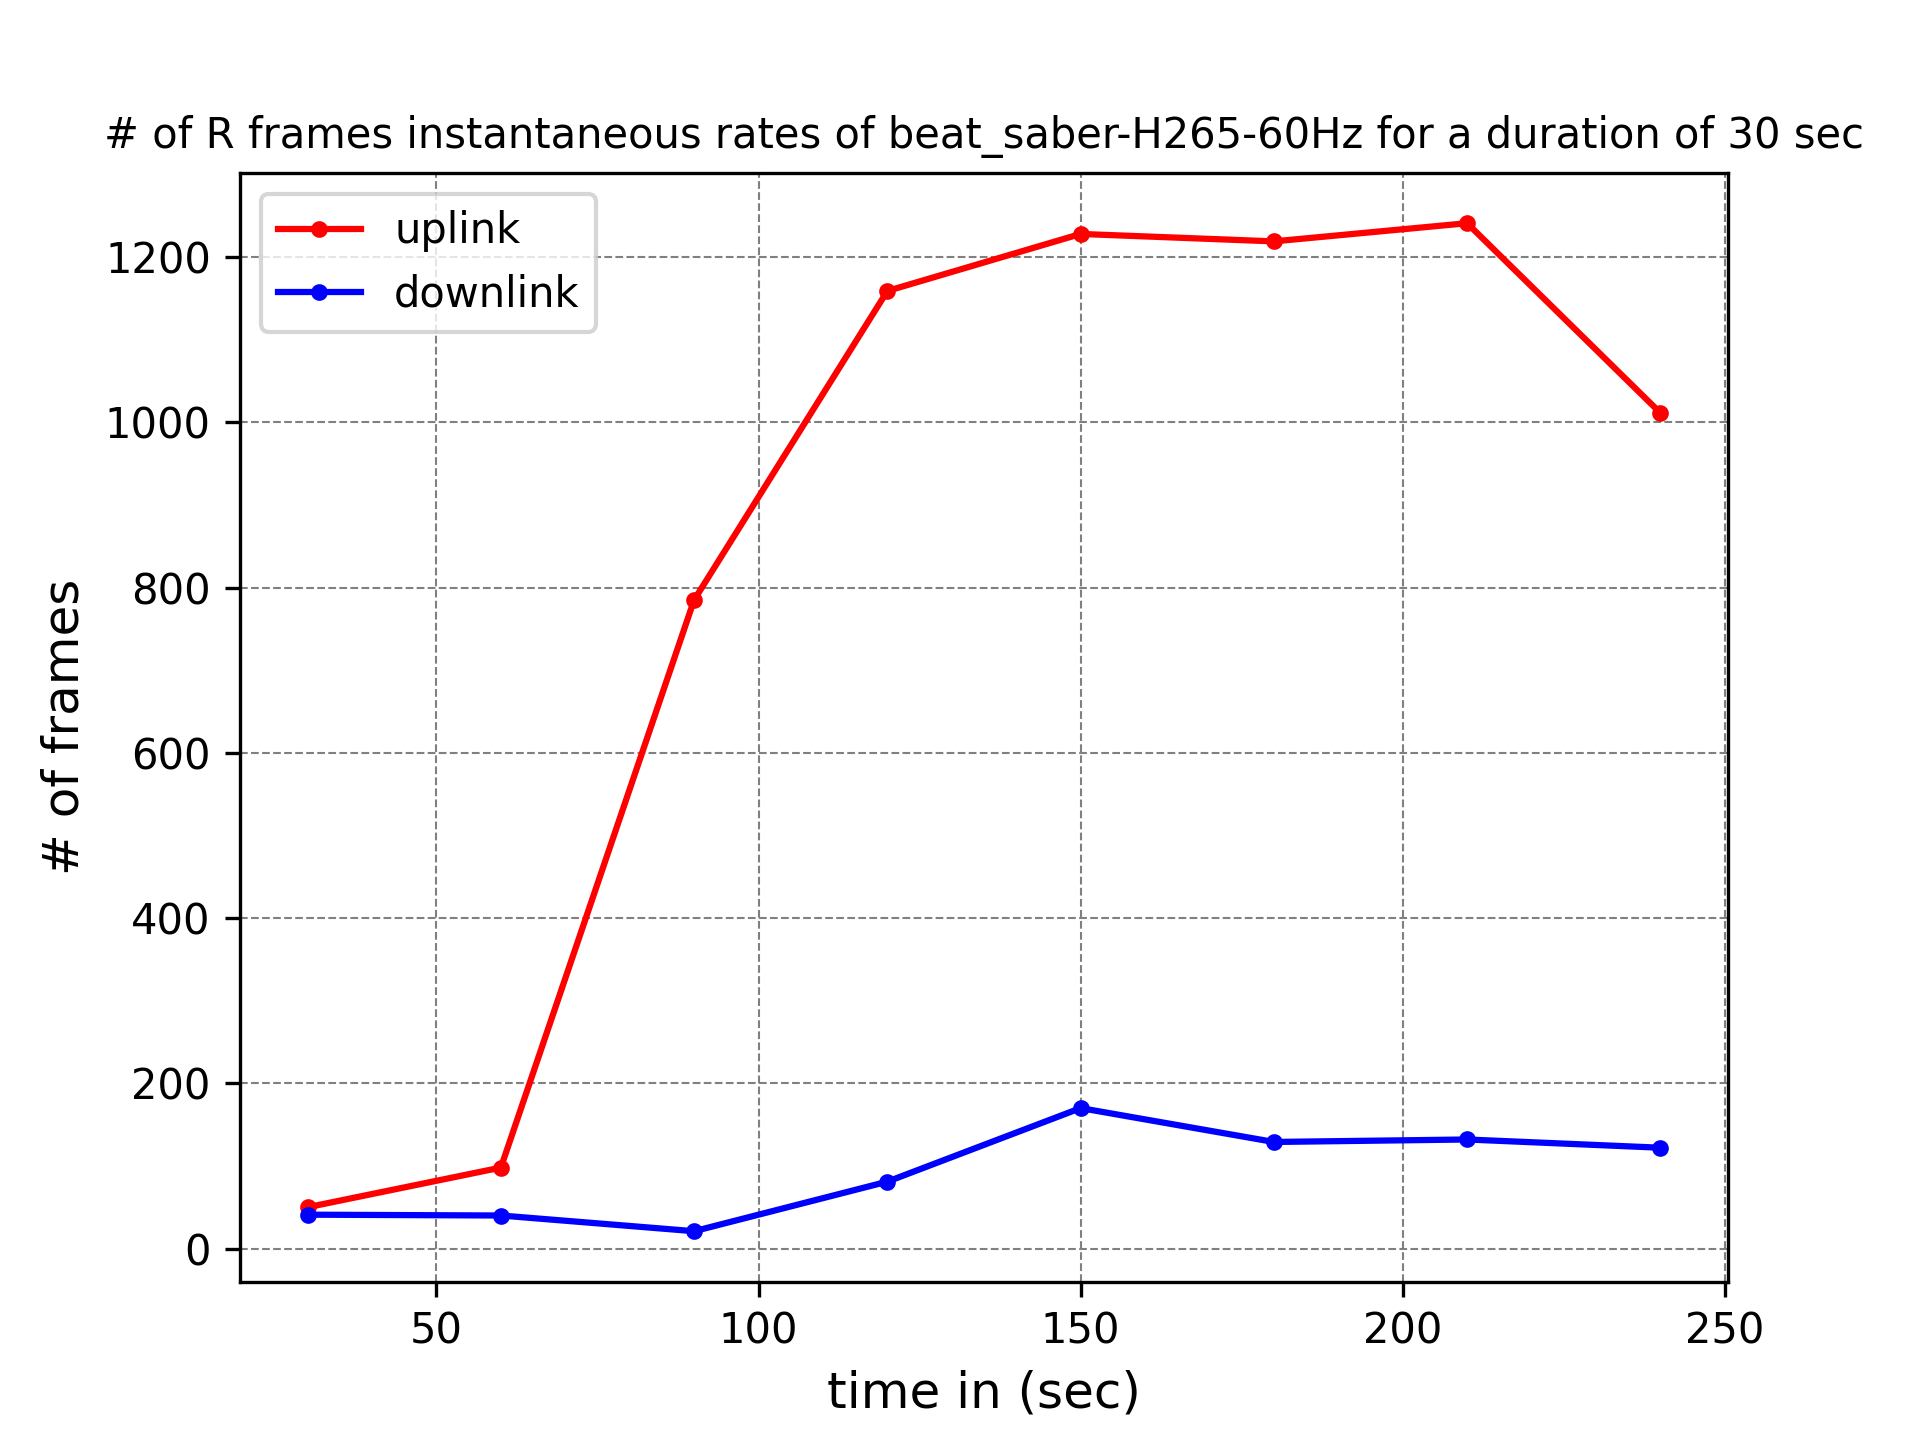 # of R frames instantaneous rates of beat_saber-H265-60Hz for a duration of 30 sec
uplink
downlink
1200
1000
800
600
400
200
0
# of frames
50 100 150 200 250
time in (sec)